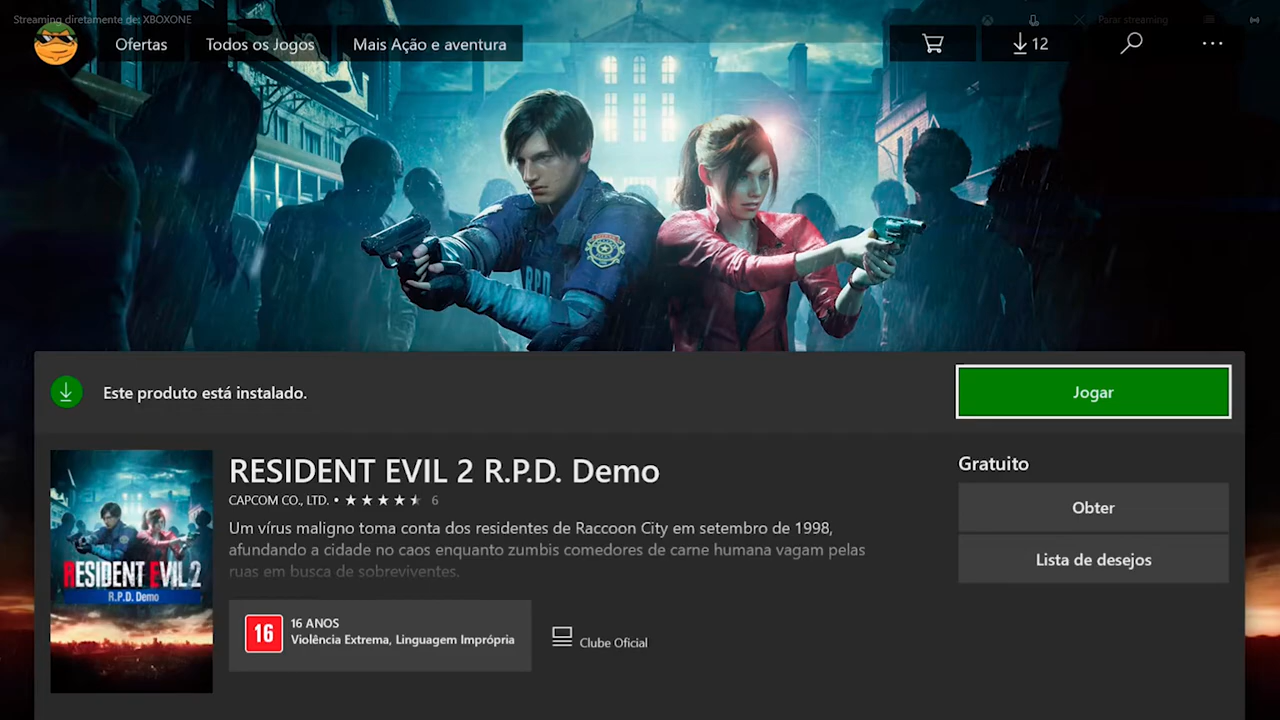 Streaming diretamente de: XBOXONE
Parar streaming
Ofertas
Todos os Jogos
Mais Ação e aventura
12
R.P.D.
Este produto está instalado.
Jogar
RESIDENT EVIL 2
R.P.D. Demo
RESIDENT EVIL 2 R.P.D. Demo
CAPCOM CO., LTD. • ★★★★ 6
Um vírus maligno toma conta dos residentes de Raccoon City em setembro de 1998,
afundando a cidade no caos enquanto zumbis comedores de carne humana vagam pelas
ruas em busca de sobreviventes.
16
16 ANOS
Violência Extrema, Linguagem Imprópria
Clube Oficial
Gratuito
Obter
Lista de desejos